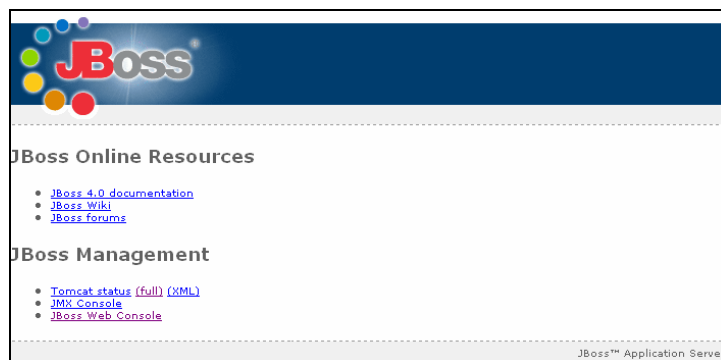 JBoss®
JBoss Online Resources
JBoss 4.0 documentation
JBoss Wiki
JBoss forums
JBoss Management
Tomcat status (full) (XML)
JMX Console
JBoss Web Console
JBoss™ Application Serve